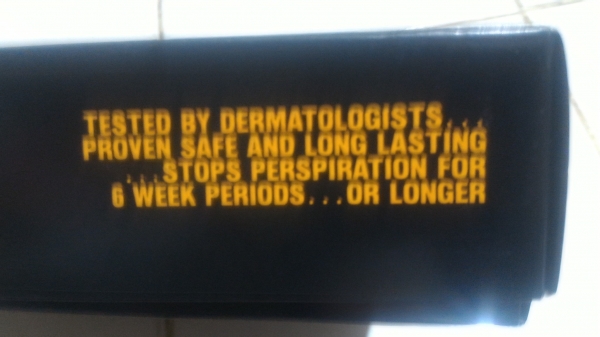 TESTED BY DERMATOLOGISTS...
PROVEN SAFE AND LONG LASTING
...STOPS PERSPIRATION FOR
6 WEEK PERIODS...OR LONGER